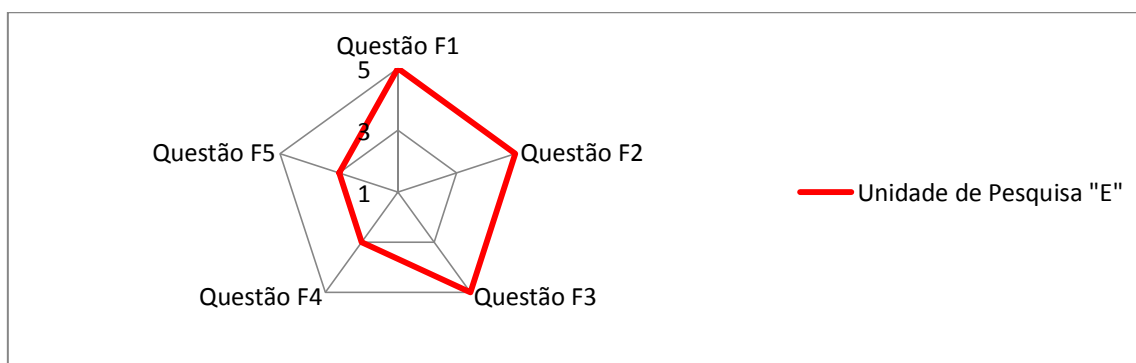 Questão F1
5
3
1
Questão F5
Questão F2
Questão F4
Questão F3
Unidade de Pesquisa "E"